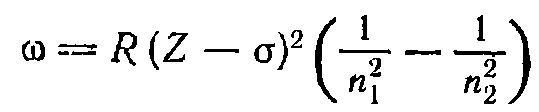 ω = R (Z − σ)² (1/n₁² − 1/n₂²)